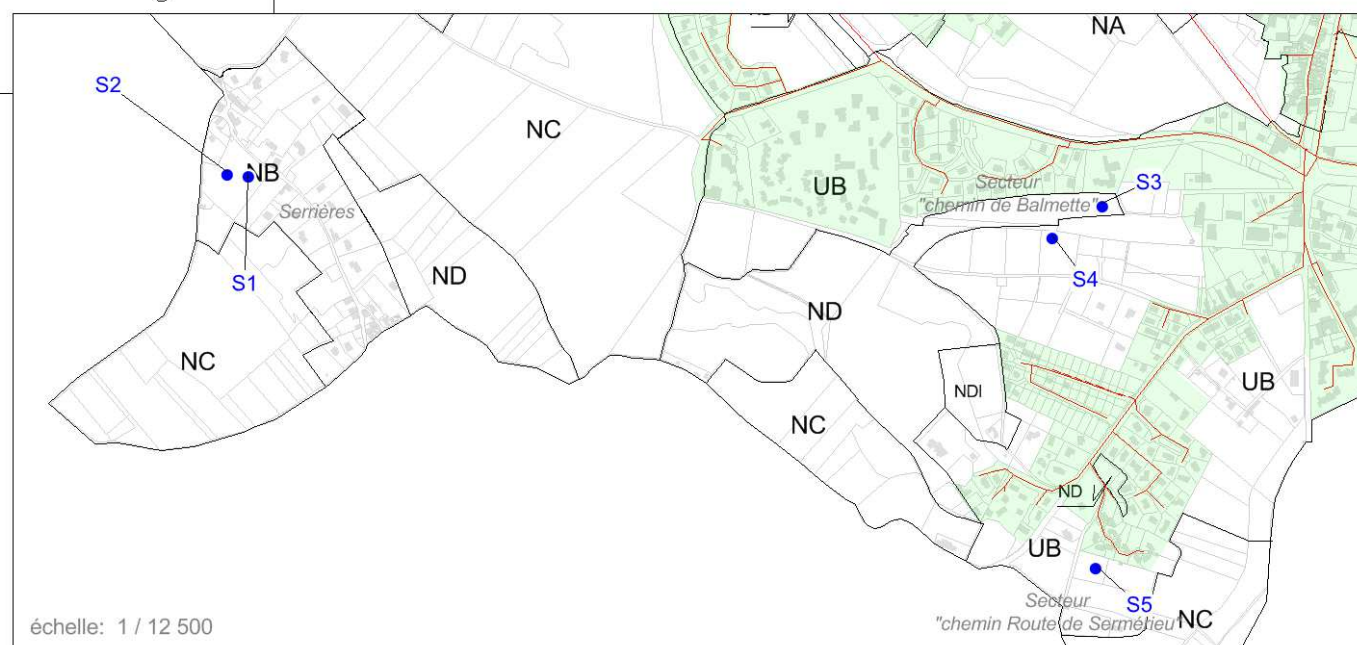 NA
S2
NC
NB
UB
Secteur
"chemin de Balmette"
S3
Serrières
S1
ND
S4
ND
NC
UB
NDI
NC
ND
UB
S5
Secteur
"chemin Route de Sermérieu"
NC
échelle: 1 / 12 500